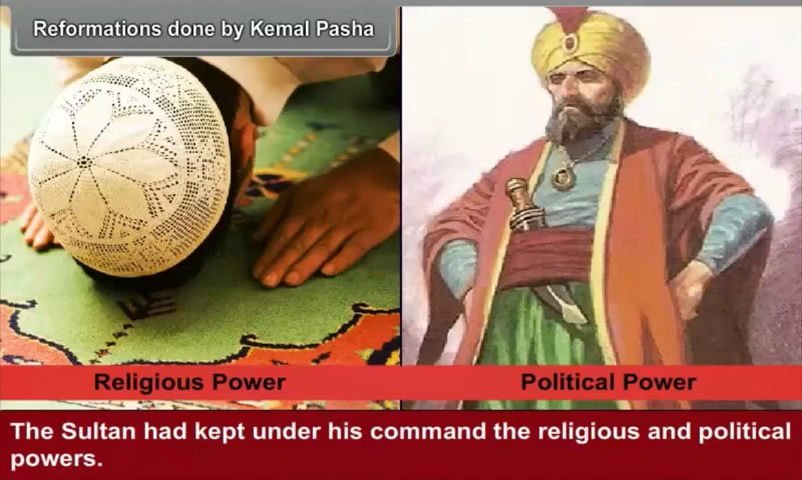 Reformations done by Kemal Pasha
Religious Power
Political Power
The Sultan had kept under his command the religious and political
powers.